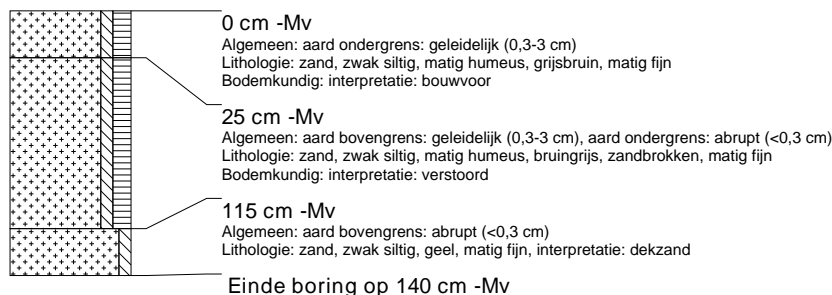 0 cm -Mv
Algemeen: aard ondergrens: geleidelijk (0,3-3 cm)
Lithologie: zand, zwak siltig, matig humeus, grijsbruin, matig fijn
Bodemkundig: interpretatie: bouwvoor
25 cm -Mv
Algemeen: aard bovengrens: geleidelijk (0,3-3 cm), aard ondergrens: abrupt (<0,3 cm)
Lithologie: zand, zwak siltig, matig humeus, bruingrijs, zandbrokken, matig fijn
Bodemkundig: interpretatie: verstoord
115 cm -Mv
Algemeen: aard bovengrens: abrupt (<0,3 cm)
Lithologie: zand, zwak siltig, geel, matig fijn, interpretatie: dekzand
Einde boring op 140 cm -Mv